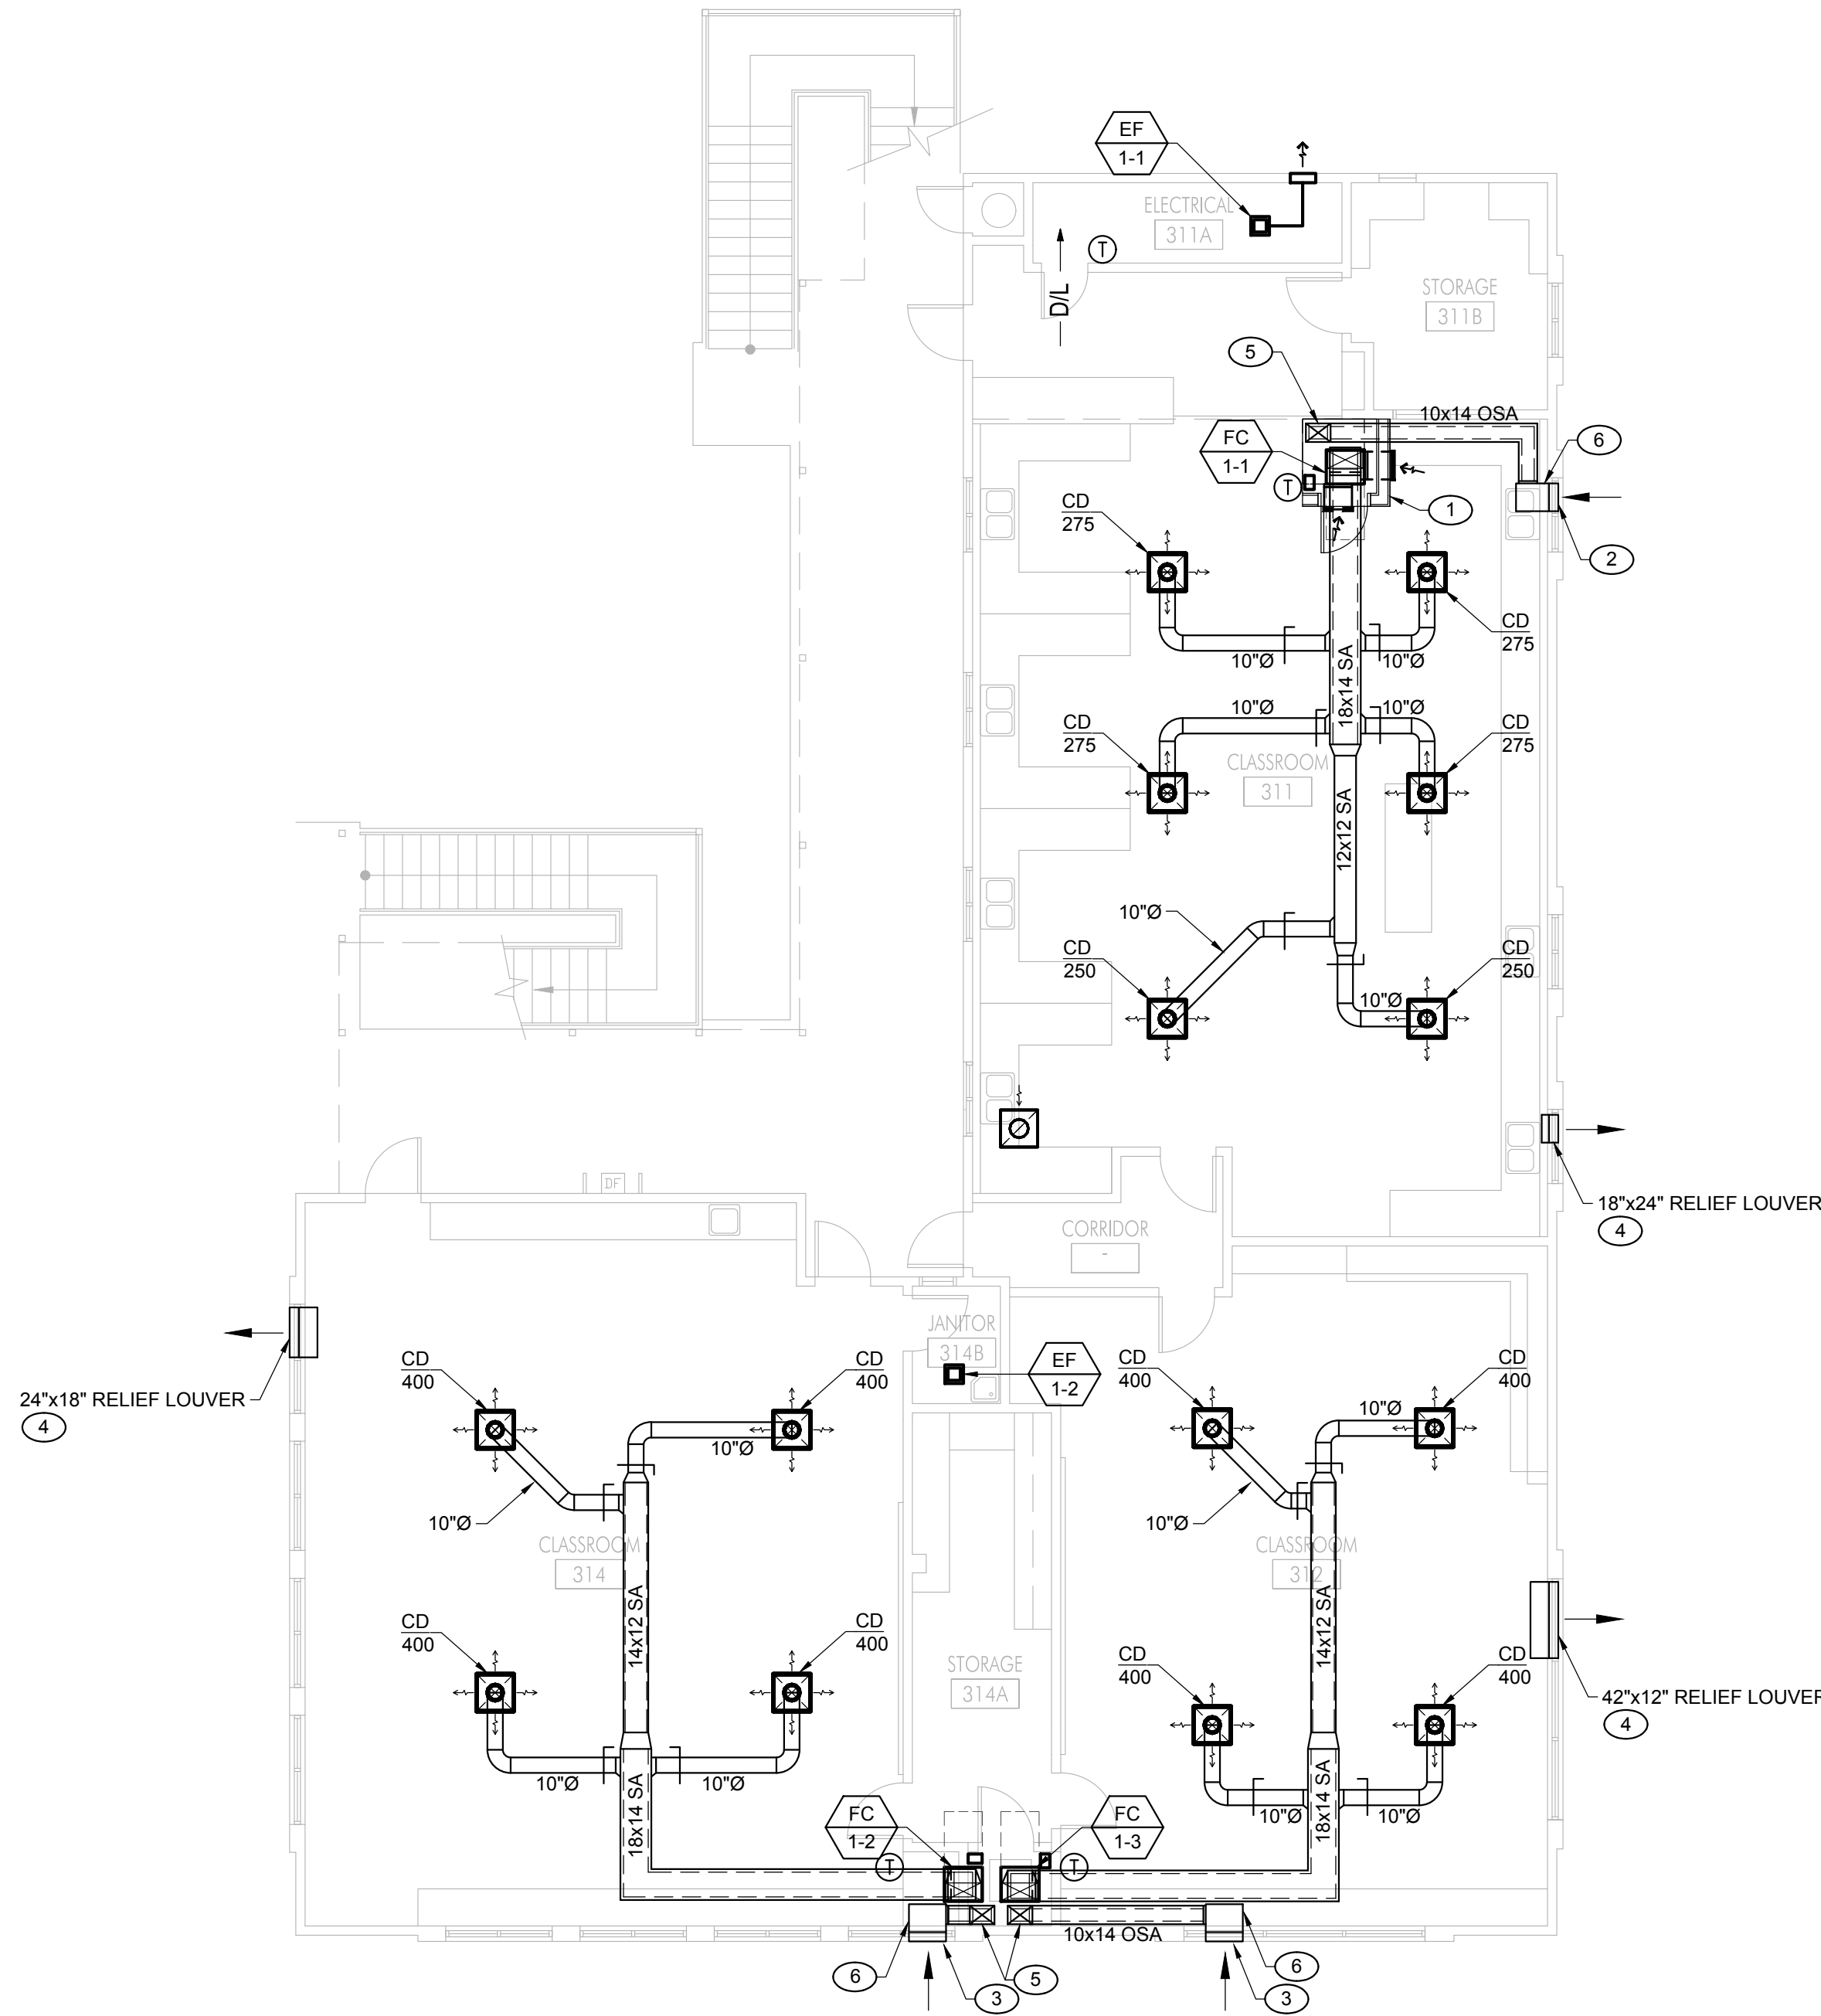 EF
1-1
ELECTRICAL
311A
T
D/L
STORAGE
311B
5
10x14 OSA
6
FC
1-1
T
1
2
CD
275
CD
275
10"Ø
10"Ø
18x14 SA
10"Ø
10"Ø
CD
275
CD
275
CLASSROOM
311
12x12 SA
10"Ø
CD
250
CD
250
10"Ø
DF
18"x24" RELIEF LOUVER
4
CORRIDOR
-
JANITOR
314B
EF
1-2
24"x18" RELIEF LOUVER
4
CD
400
CD
400
10"Ø
10"Ø
CLASSROOM
314
14x12 SA
CD
400
CD
400
10"Ø
10"Ø
18x14 SA
STORAGE
314A
CD
400
CD
400
10"Ø
10"Ø
CLASSROOM
312
14x12 SA
CD
400
CD
400
42"x12" RELIEF LOUVER
4
10"Ø
10"Ø
18x14 SA
FC
1-2
FC
1-3
T
T
10x14 OSA
6
3
5
6
3